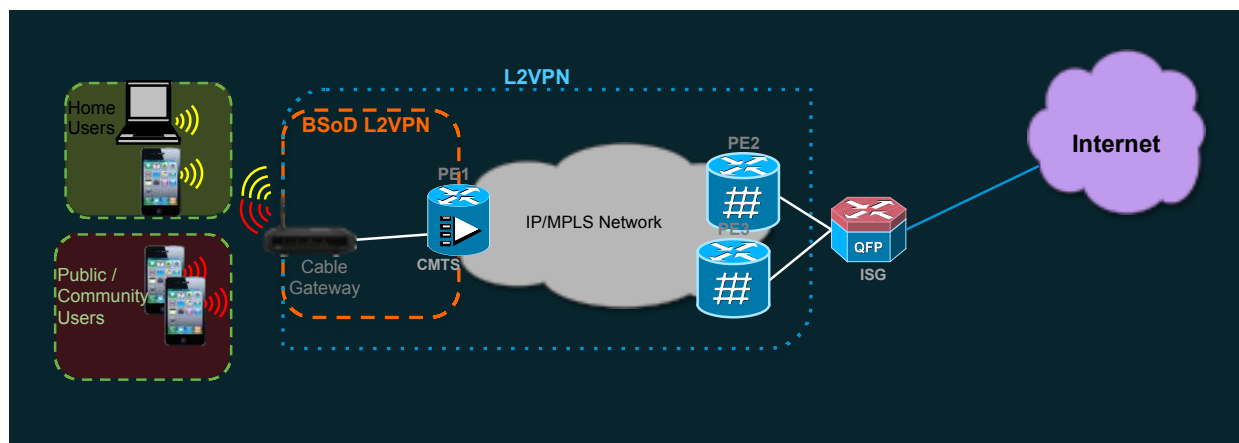 L2VPN
Home
Users
BSoD L2VPN
PE1
PE2
Internet
IP/MPLS Network
PE3
QFP
Public /
Community
Users
Cable
Gateway
CMTS
ISG